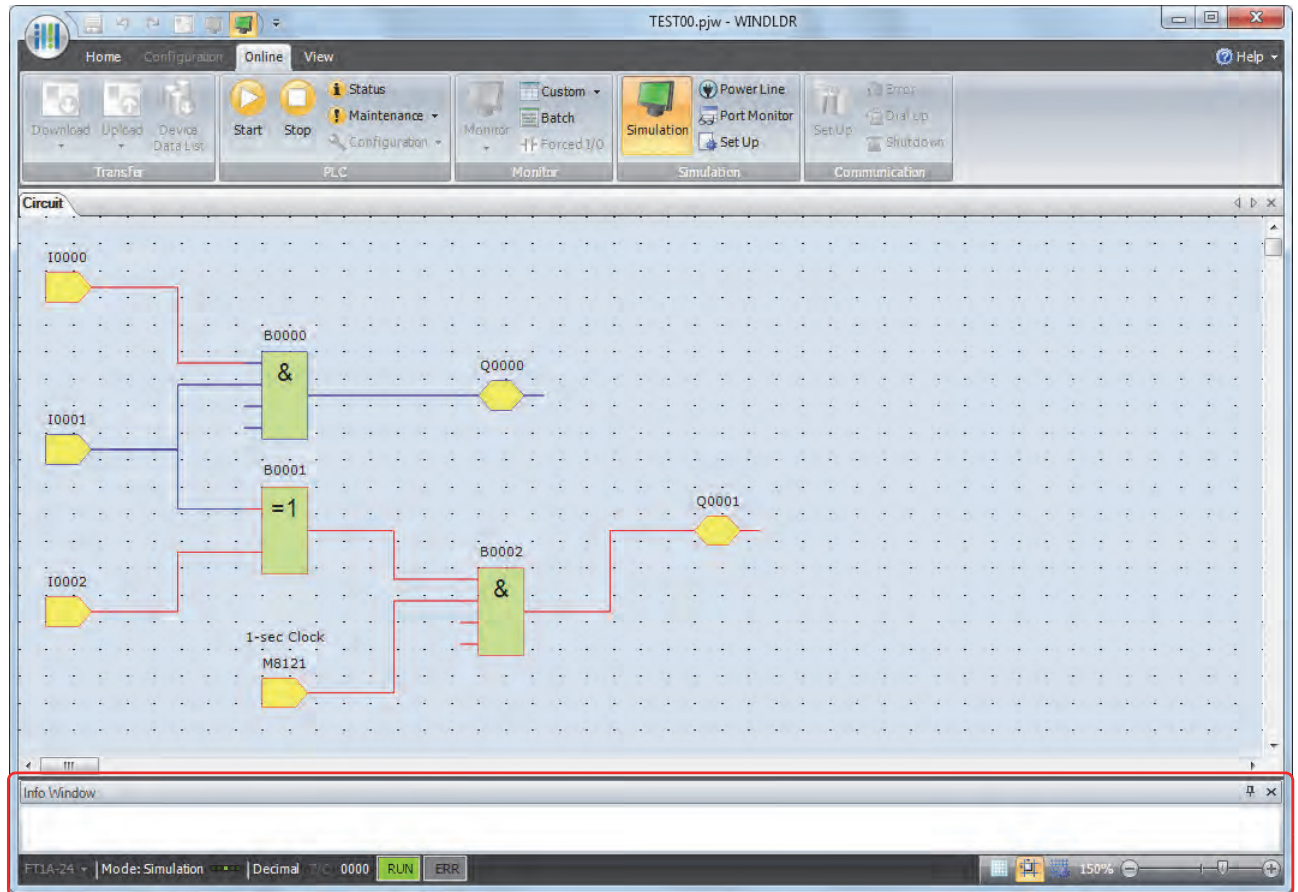 TEST00.pjw - WINDLDR
Home Configuration Online View Help
Download Upload Device Data List
Start Stop
Status
Maintenance
Configuration
Monitor
Custom
Batch
Forced I/O
Simulation
Power Line
Port Monitor
Set Up
Set Up
Error
Dial Up
Shutdown
Transfer PLC Monitor Simulation Communication
Circuit
I0000
B0000
&
Q0000
I0001
B0001
=1
Q0001
B0002
&
I0002
1-sec Clock
M8121
Info Window
FT1A-24 Mode: Simulation Decimal T/C 0000 RUN ERR 150%